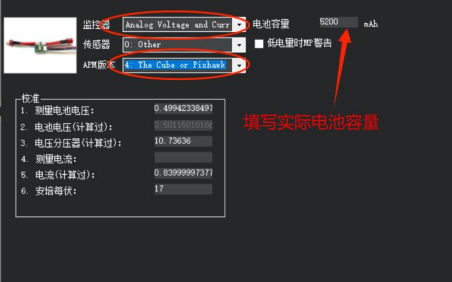 监控器 Analog Voltage and Curr 电池容量 5200 mAh
传感器 0: Other 低电量时MP警告
APM版本 4: The Cube or Pixhawk
校准
1. 测量电池电压: 0.49942338497
2. 电池电压(计算过): 0.5011501016
3. 电压分压器(计算过): 10.73636
填写实际电池容量
4. 测量电流:
5. 电流(计算过): 0.83999997377
6. 安培每伏: 17